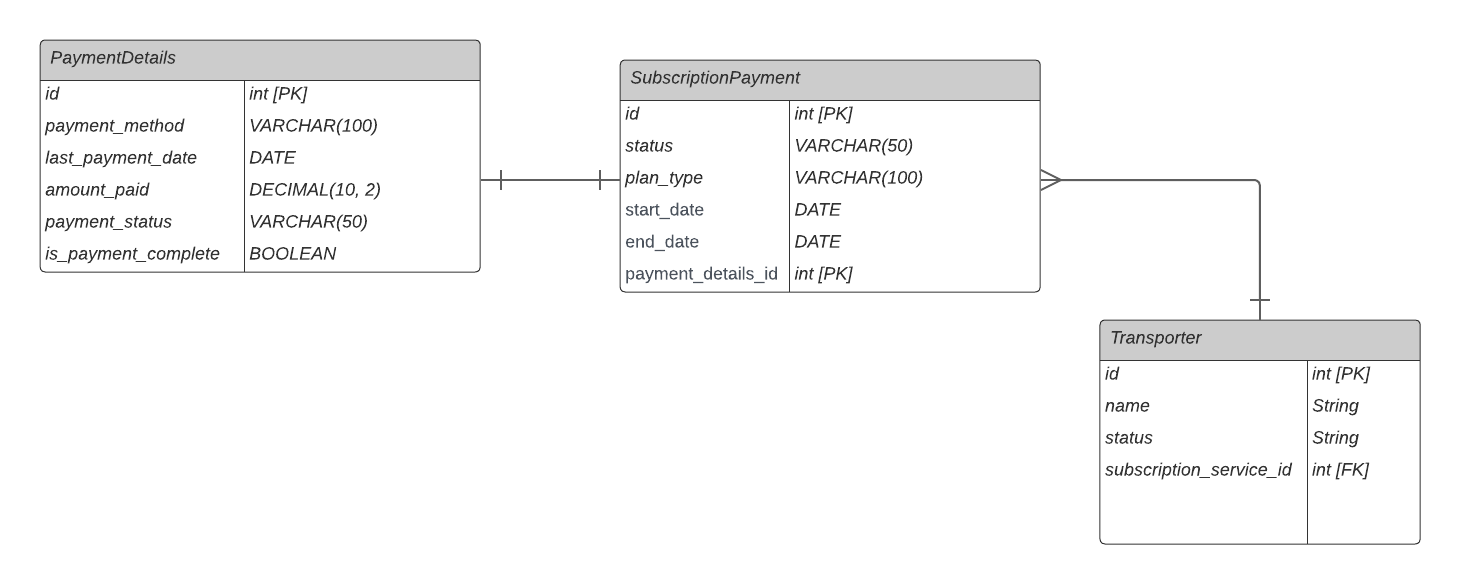 PaymentDetails
id int [PK]
payment_method VARCHAR(100)
last_payment_date DATE
amount_paid DECIMAL(10, 2)
payment_status VARCHAR(50)
is_payment_complete BOOLEAN
SubscriptionPayment
id int [PK]
status VARCHAR(50)
plan_type VARCHAR(100)
start_date DATE
end_date DATE
payment_details_id int [PK]
Transporter
id int [PK]
name String
status String
subscription_service_id int [FK]